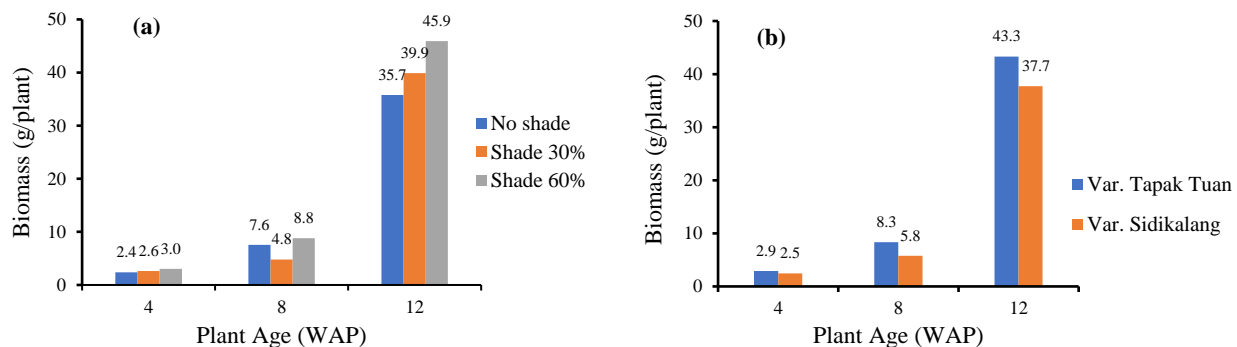 (a)
Biomass (g/plant)
50
40
30
20
10
0
2.4 2.6 3.0
7.6 4.8 8.8
35.7 39.9 45.9
4 8 12
Plant Age (WAP)
No shade
Shade 30%
Shade 60%
(b)
Biomass (g/plant)
50
40
30
20
10
0
2.9 2.5
8.3 5.8
43.3 37.7
4 8 12
Plant Age (WAP)
Var. Tapak Tuan
Var. Sidikalang